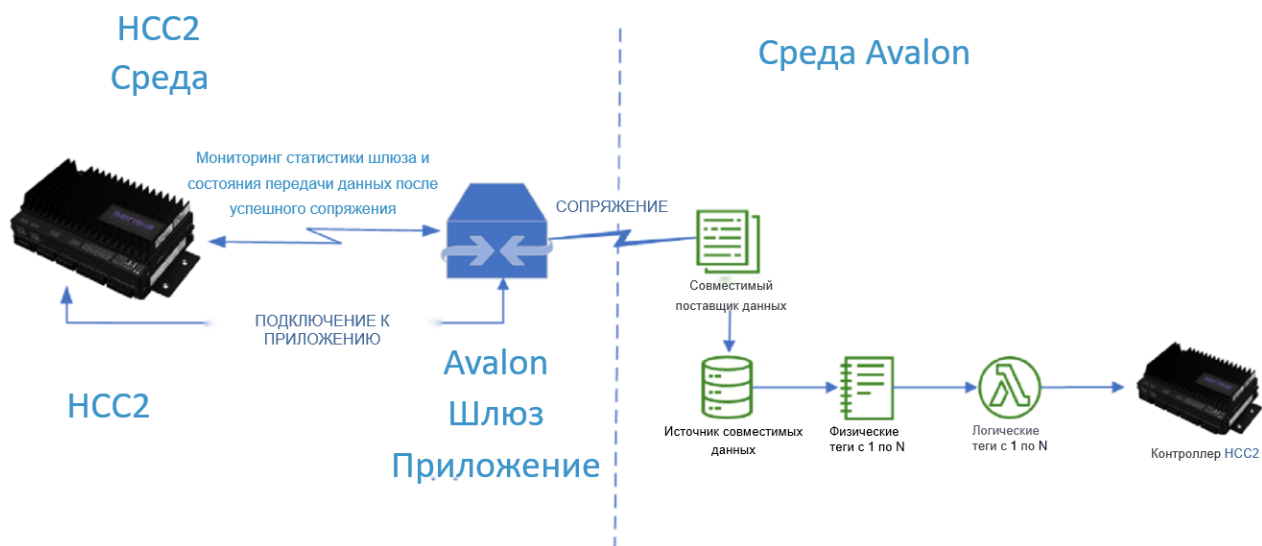 НСС2
Среда
Среда Avalon
Мониторинг статистики шлюза и
состояния передачи данных после
успешного сопряжения
СОПРЯЖЕНИЕ
Совместимый
поставщик данных
ПОДКЛЮЧЕНИЕ К
ПРИЛОЖЕНИЮ
НСС2
Avalon
Шлюз
Приложение
Источник совместимых
данных
Физические
теги с 1 по N
Логические
теги с 1 по N
Контроллер HCC2